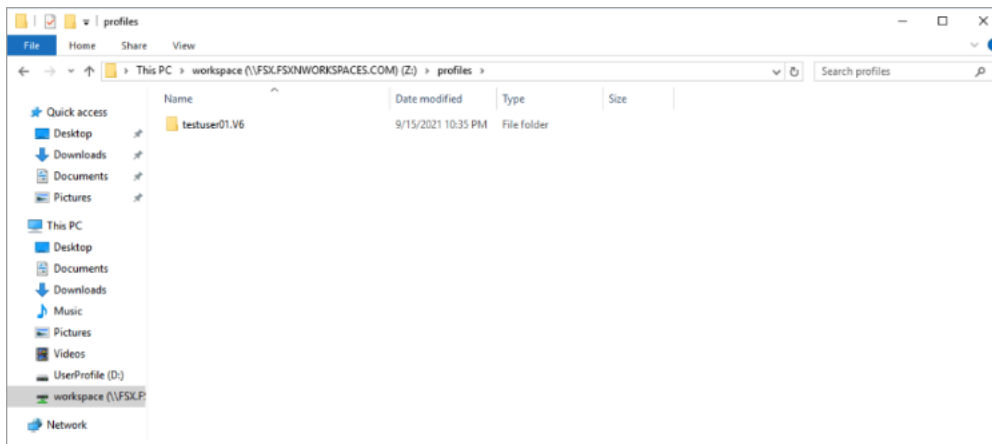 profiles
File Home Share View
This PC > workspace (\\FSX.FSXNWORKSPACES.COM) (Z:) > profiles >
Search profiles
Name Date modified Type Size
testuser01.V6 9/15/2021 10:35 PM File folder
Quick access
Desktop
Downloads
Documents
Pictures
This PC
Desktop
Documents
Downloads
Music
Pictures
Videos
UserProfile (D:)
workspace (\\FSX.F
Network